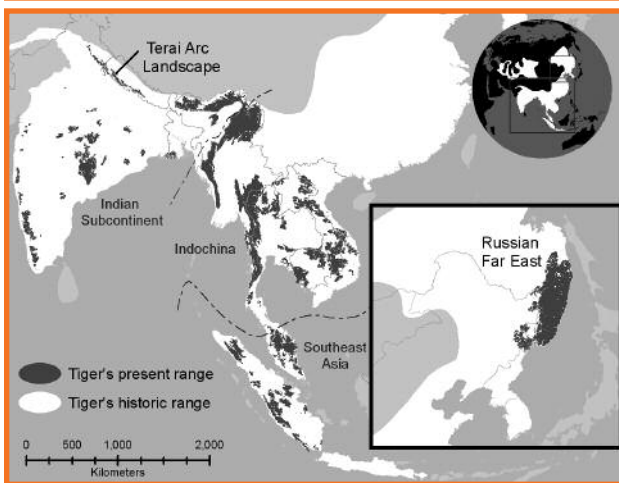 Terai Arc
Landscape
Indian
Subcontinent
Indochina
Russian
Far East
Southeast
Asia
Tiger's present range
Tiger's historic range
0 500 1,000 2,000
Kilometers